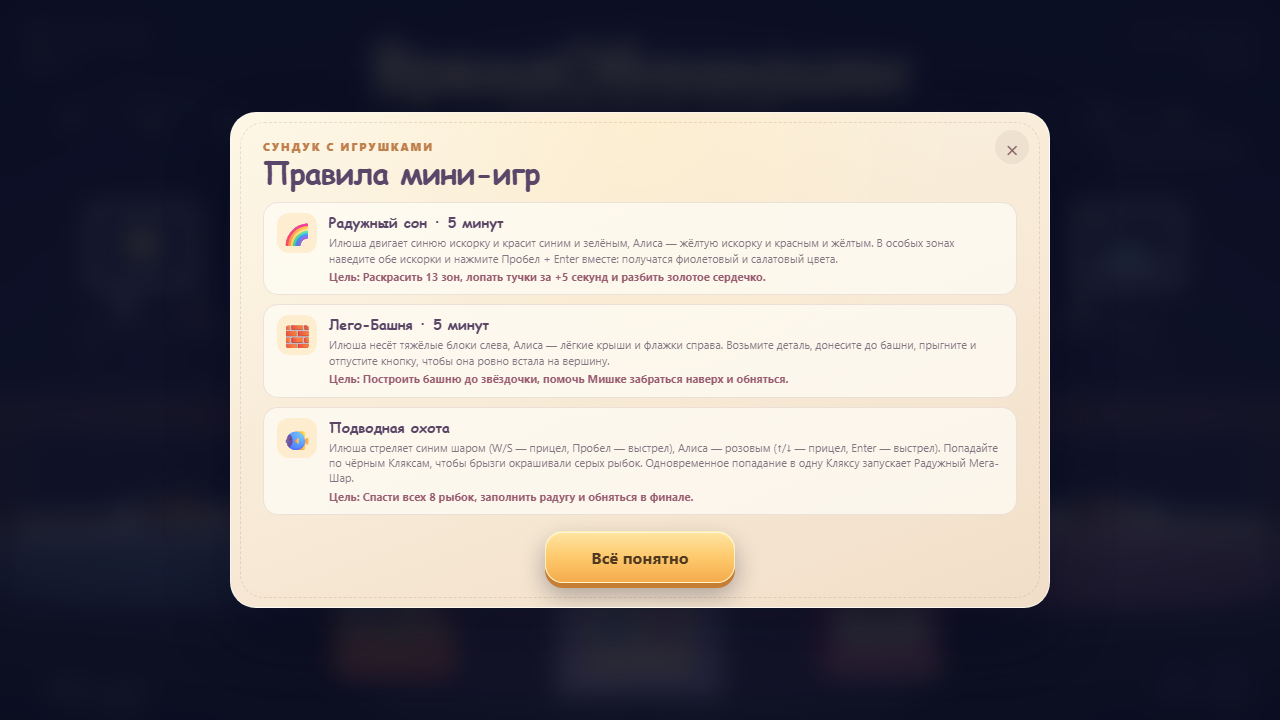 СУНДУК С ИГРУШКАМИ
Правила мини-игр
Радужный сон · 5 минут
Илюша двигает синюю искорку и красит синим и зелёным, Алиса — жёлтую искорку и красным и жёлтым. В особых зонах
наведите обе искорки и нажмите Пробел + Enter вместе: получатся фиолетовый и салатовый цвета.
Цель: Раскрасить 13 зон, лопать тучки за +5 секунд и разбить золотое сердечко.
Лего-Башня · 5 минут
Илюша несёт тяжёлые блоки слева, Алиса — лёгкие крыши и флажки справа. Возьмите деталь, донесите до башни, прыгните и
отпустите кнопку, чтобы она ровно встала на вершину.
Цель: Построить башню до звёздочки, помочь Мишке забраться наверх и обняться.
Подводная охота
Илюша стреляет синим шаром (W/S — прицел, Пробел — выстрел), Алиса — розовым (↑/↓ — прицел, Enter — выстрел). Попадайте
по чёрным Кляксам, чтобы брызги окрашивали серых рыбок. Одновременное попадание в одну Кляксу запускает Радужный Мега-
Шар.
Цель: Спасти всех 8 рыбок, заполнить радугу и обняться в финале.
Всё понятно